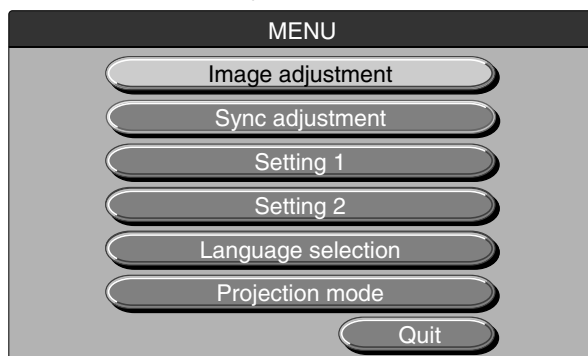 MENU
Image adjustment
Sync adjustment
Setting 1
Setting 2
Language selection
Projection mode
Quit